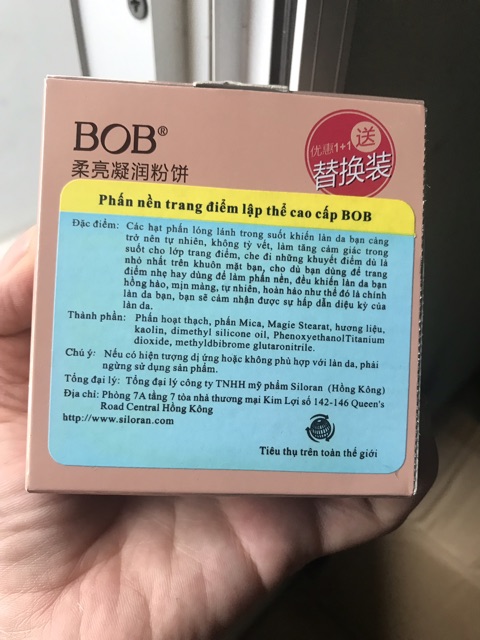 BOB®
柔亮凝润粉饼
优惠1+1
送
替换装
Phấn nền trang điểm lập thể cao cấp BOB
Đặc điểm: Các hạt phấn lóng lánh trong suốt khiến làn da bạn càng
trở nên tự nhiên, không tỳ vết, làm tăng cảm giác trong
suốt cho lớp trang điểm, che đi những khuyết điểm dù là
nhỏ nhất trên khuôn mặt bạn, cho dù bạn dùng để trang
điểm nhẹ hay dùng để làm phấn nền, đều khiến làn da bạn
hồng hào, mịn màng, tự nhiên, hoàn hảo như thể đó là chính
làn da bạn, bạn sẽ cảm nhận được sự hấp dẫn diệu kỳ của
làn da.
Thành phần: Phấn hoạt thạch, phấn Mica, Magie Stearat, hương liệu,
kaolin, dimethyl silicone oil, PhenoxyethanolTitanium
dioxide, methyldbibrome glutaronitrile.
Chú ý: Nếu có hiện tượng dị ứng hoặc không phù hợp với làn da, phải
ngừng sử dụng sản phẩm.
Tổng đại lý: Tổng đại lý công ty TNHH mỹ phẩm Siloran (Hồng Kông)
Địa chỉ: Phòng 7A tầng 7 tòa nhà thương mại Kim Lợi số 142-146 Queen's
Road Central Hồng Kông
http://www.siloran.com
Tiêu thụ trên toàn thế giới